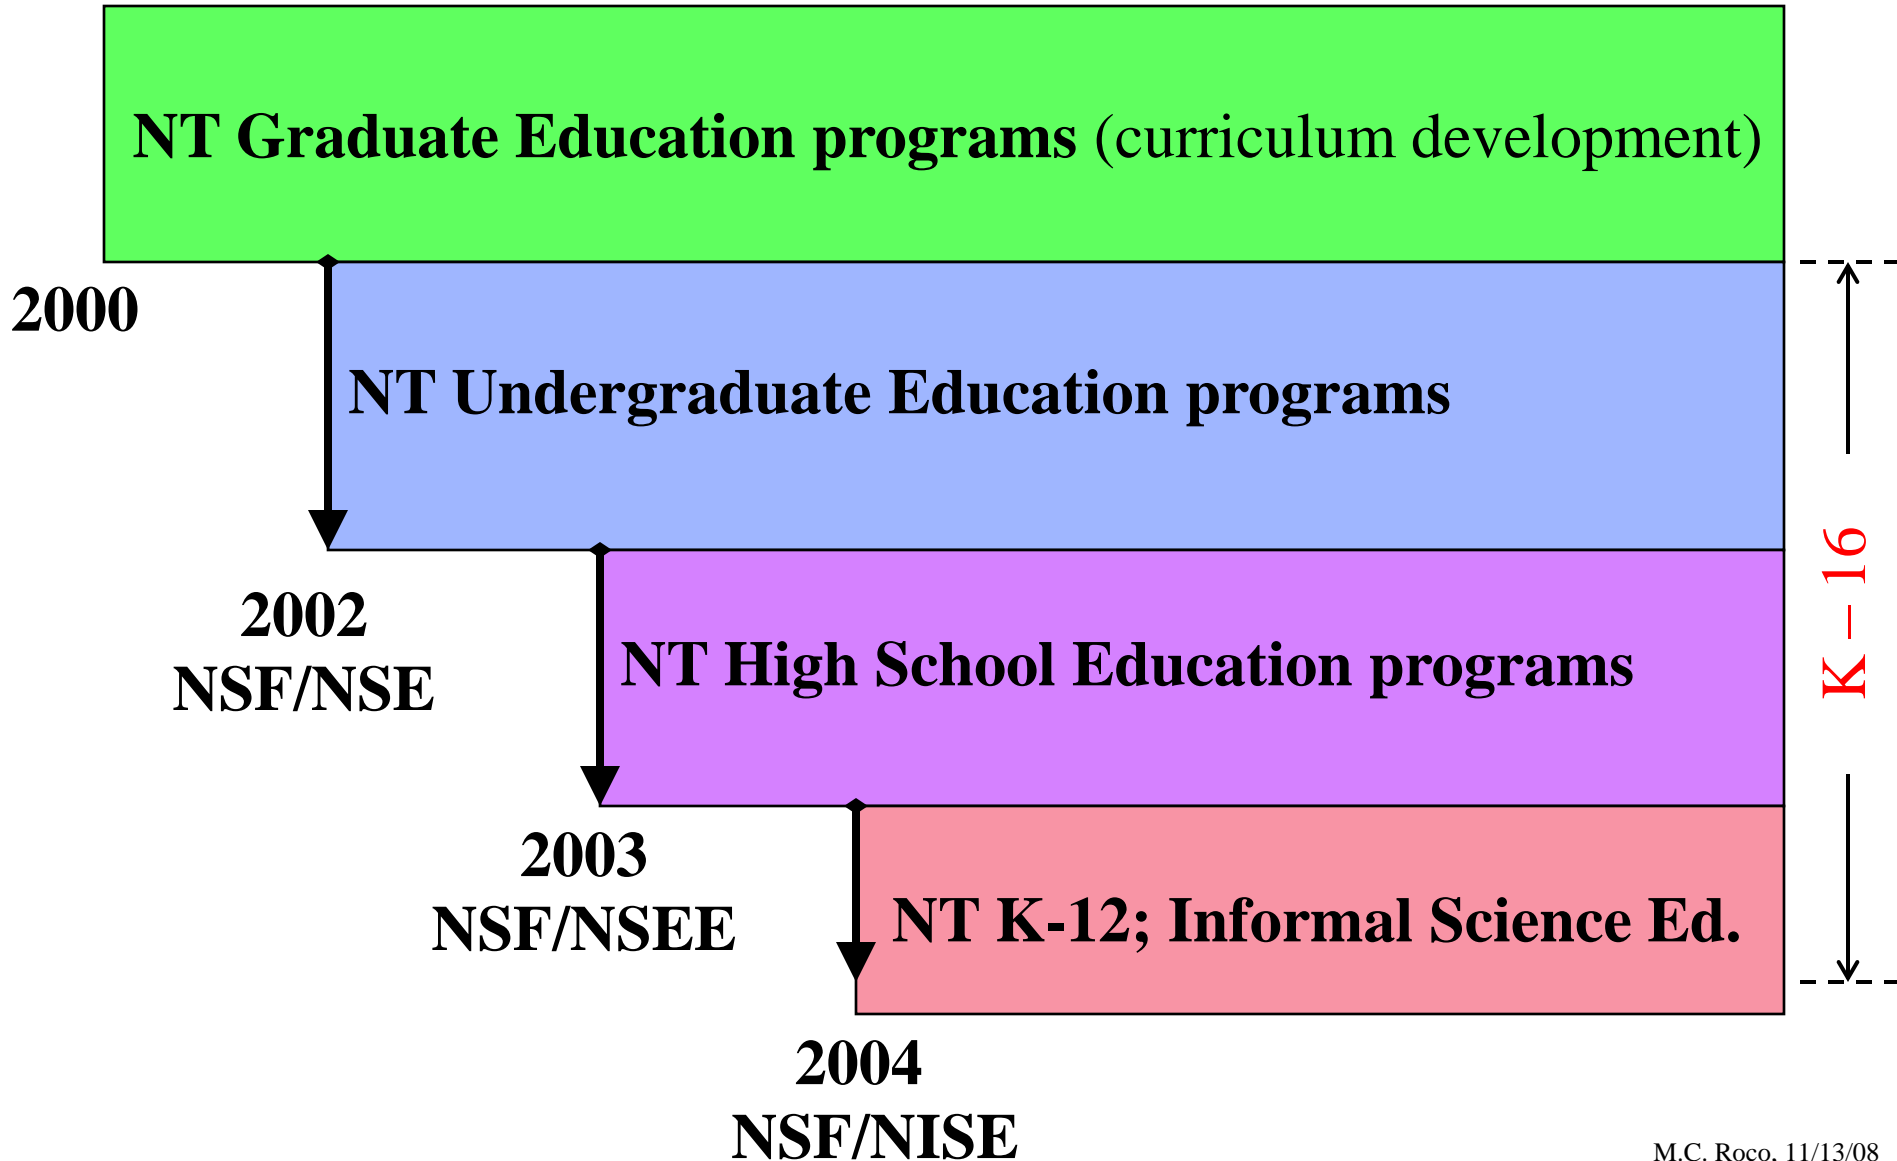 NT Graduate Education programs (curriculum development)
2000
NT Undergraduate Education programs
2002
NSF/NSE
NT High School Education programs
K – 16
2003
NSF/NSEE
NT K-12; Informal Science Ed.
2004
NSF/NISE
M.C. Roco, 11/13/08